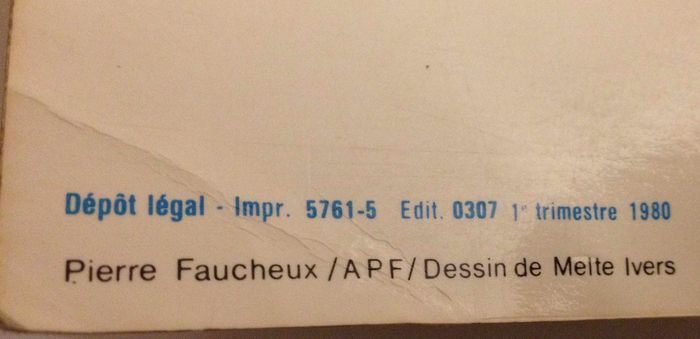 Dépôt légal - Impr. 5761-5 Edit. 0307 1er trimestre 1980
Pierre Faucheux / APF / Dessin de Melte Ivers